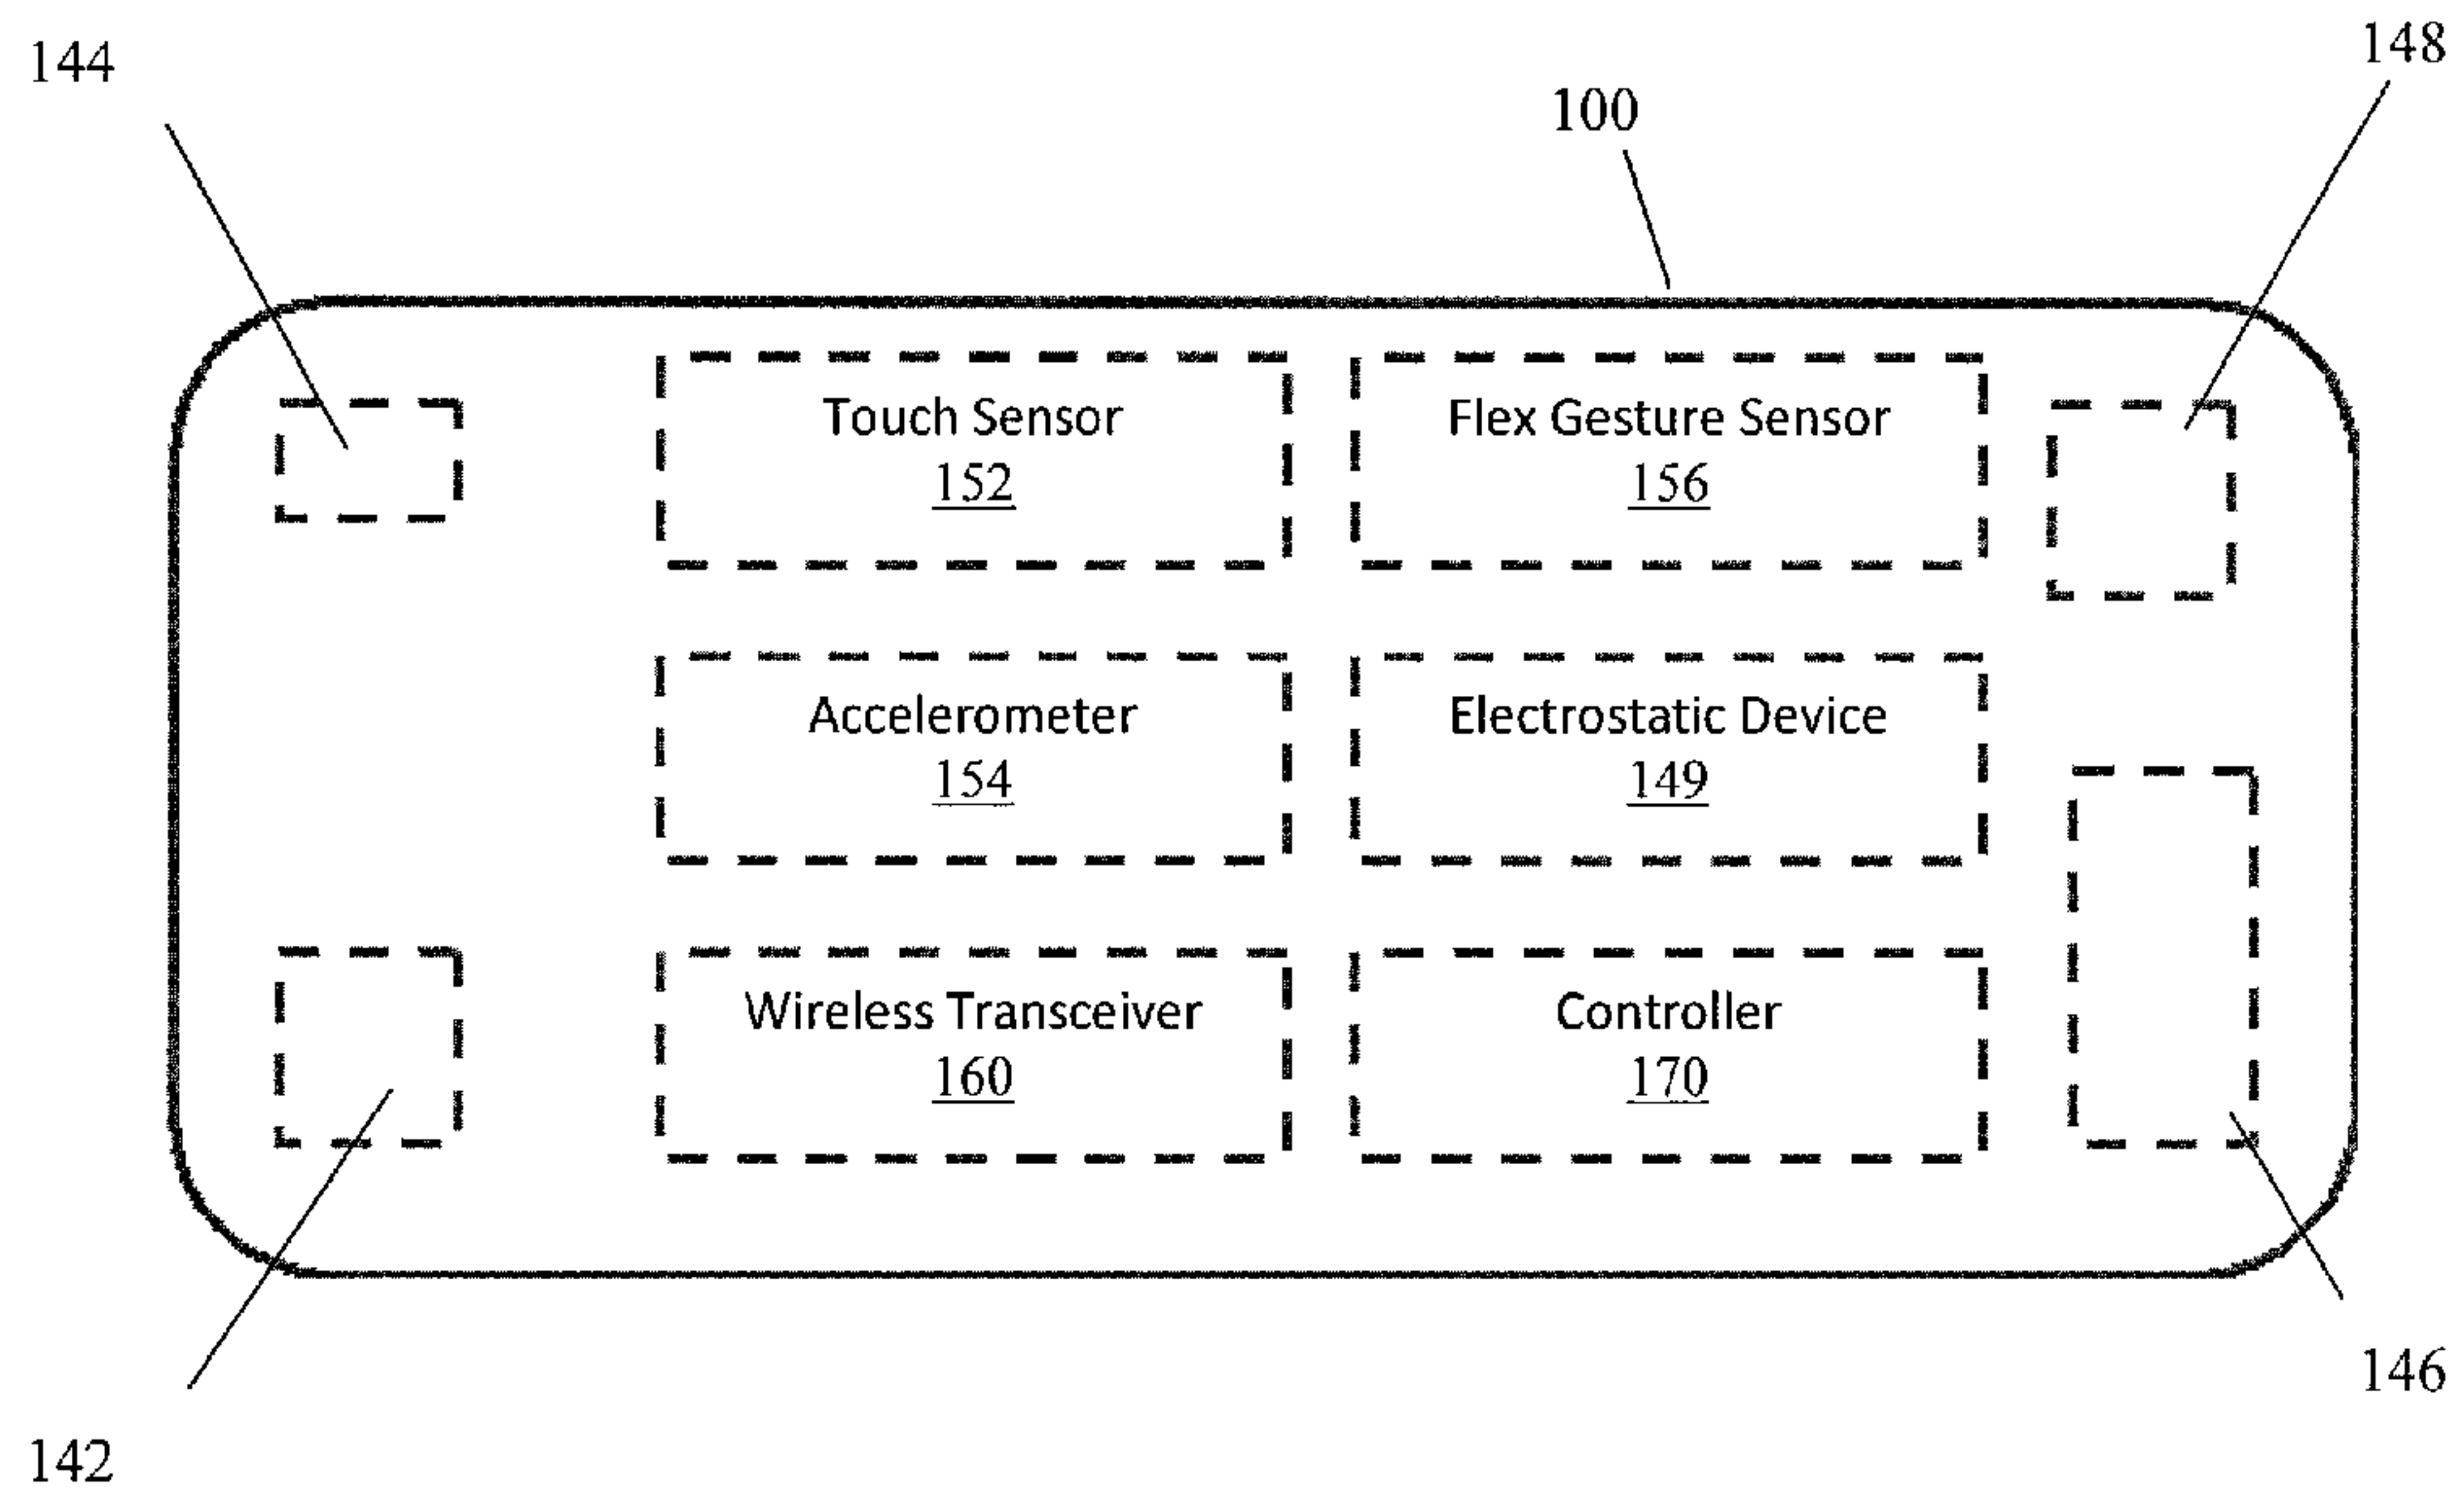 144
148
100
Touch Sensor
152
Flex Gesture Sensor
156
Accelerometer
154
Electrostatic Device
149
Wireless Transceiver
160
Controller
170
146
142